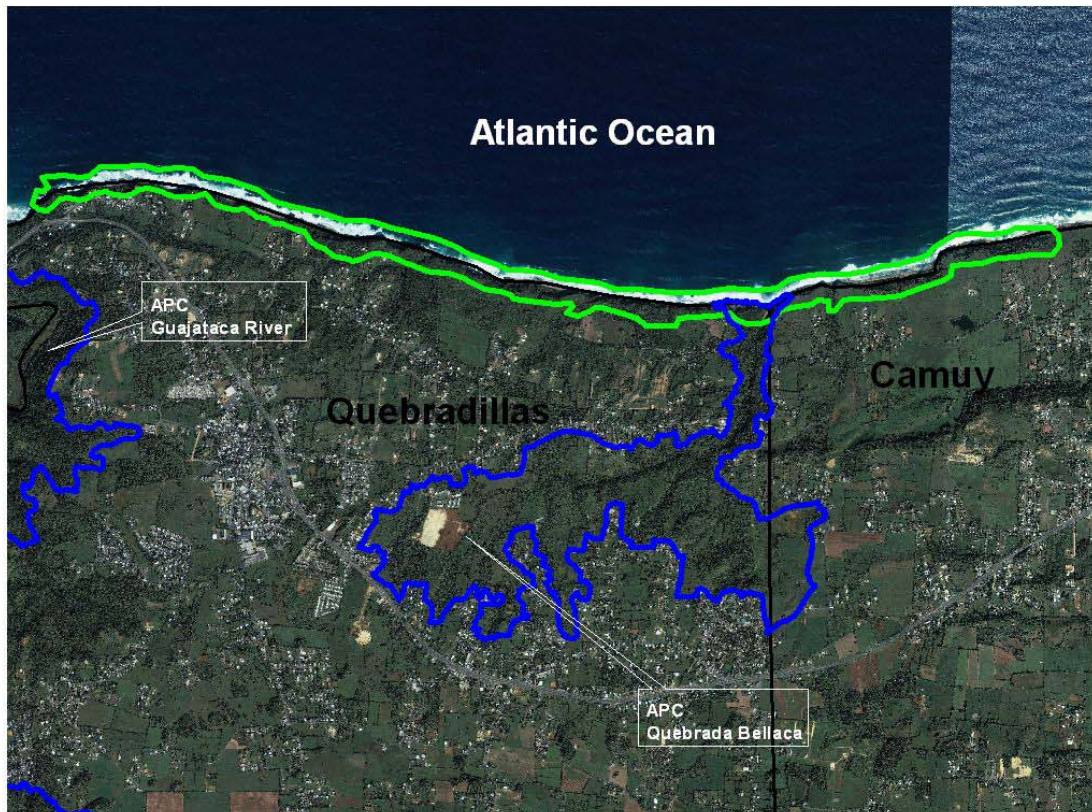 Atlantic Ocean
APC
Guajataca River
Camuy
Quebradillas
APC
Quebrada Bellaca